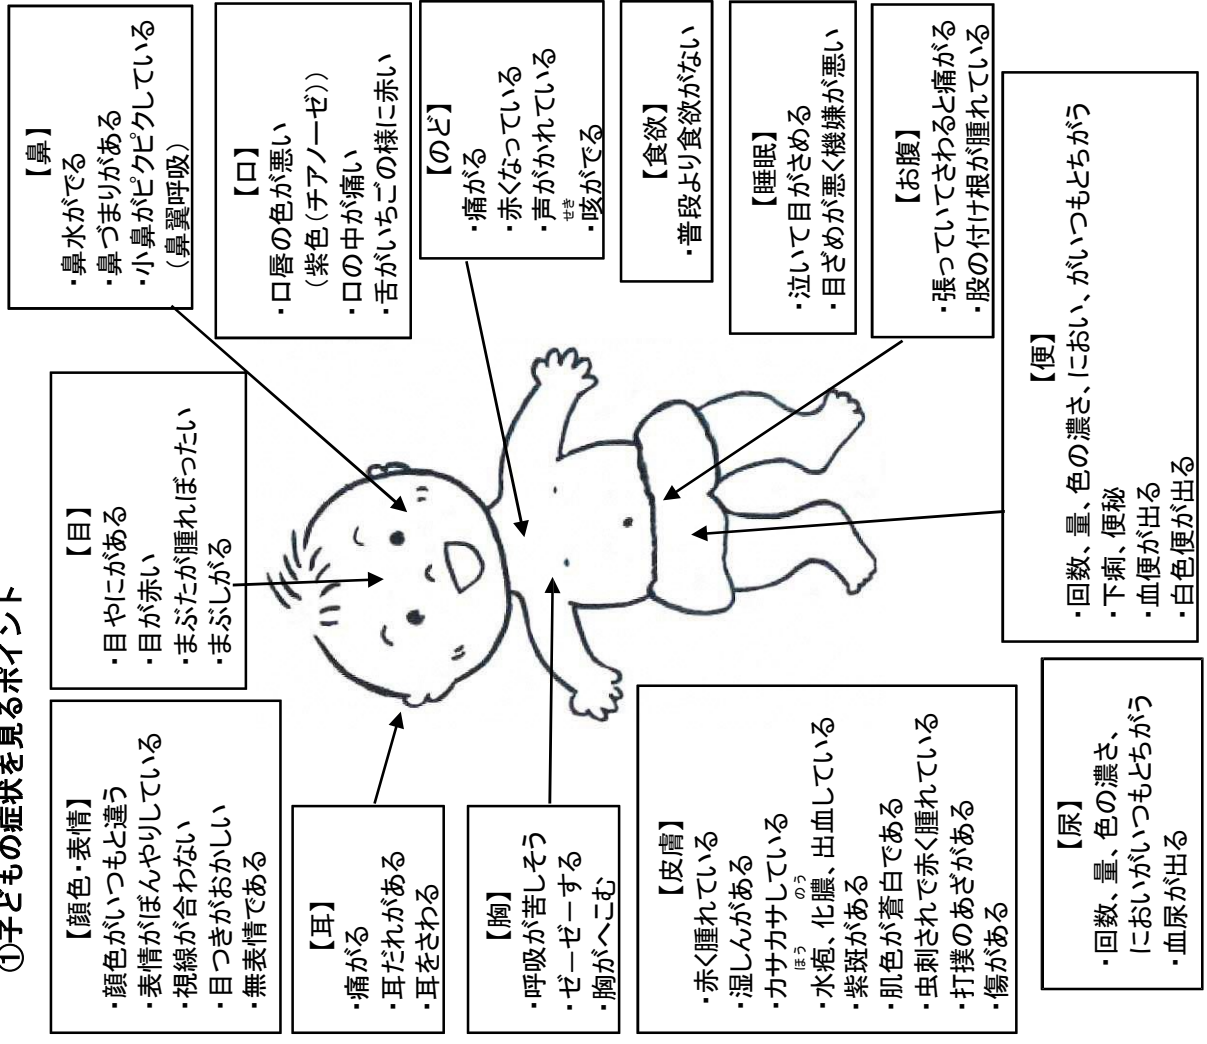 ①子どもの症状を見るポイント
【顔色・表情】
・顔色がいつもと違う
・表情がぼんやりしている
・視線が合わない
・目つきがおかしい
・無表情である
【目】
・目やにがある
・目が赤い
・まぶたが腫れぼったい
・まぶしがる
【鼻】
・鼻水がでる
・鼻づまりがある
・小鼻がピクピクしている
（鼻翼呼吸）
【耳】
・痛がる
・耳だれがある
・耳をさわる
【口】
・口唇の色が悪い
（紫色（チアノーゼ））
・口の中が痛い
・舌がいちごの様に赤い
【胸】
・呼吸が苦しそう
・ゼーゼーする
・胸がへこむ
【のど】
・痛がる
・赤くなっている
・声がかれている
せき
・咳がでる
【皮膚】
・赤く腫れている
・湿しんがある
・カサカサしている
ほう のう
・水疱、化膿、出血している
・紫斑がある
・肌色が蒼白である
・虫刺されで赤く腫れている
・打撲のあざがある
・傷がある
【食欲】
・普段より食欲がない
【睡眠】
・泣いて目がさめる
・目ざめが悪く機嫌が悪い
【お腹】
・張っていてさわると痛がる
・股の付け根が腫れている
【尿】
・回数、量、色の濃さ、
においがいつもとちがう
・血尿が出る
【便】
・回数、量、色の濃さ、におい、がいつもとちがう
・下痢、便秘
・血便が出る
・白色便が出る